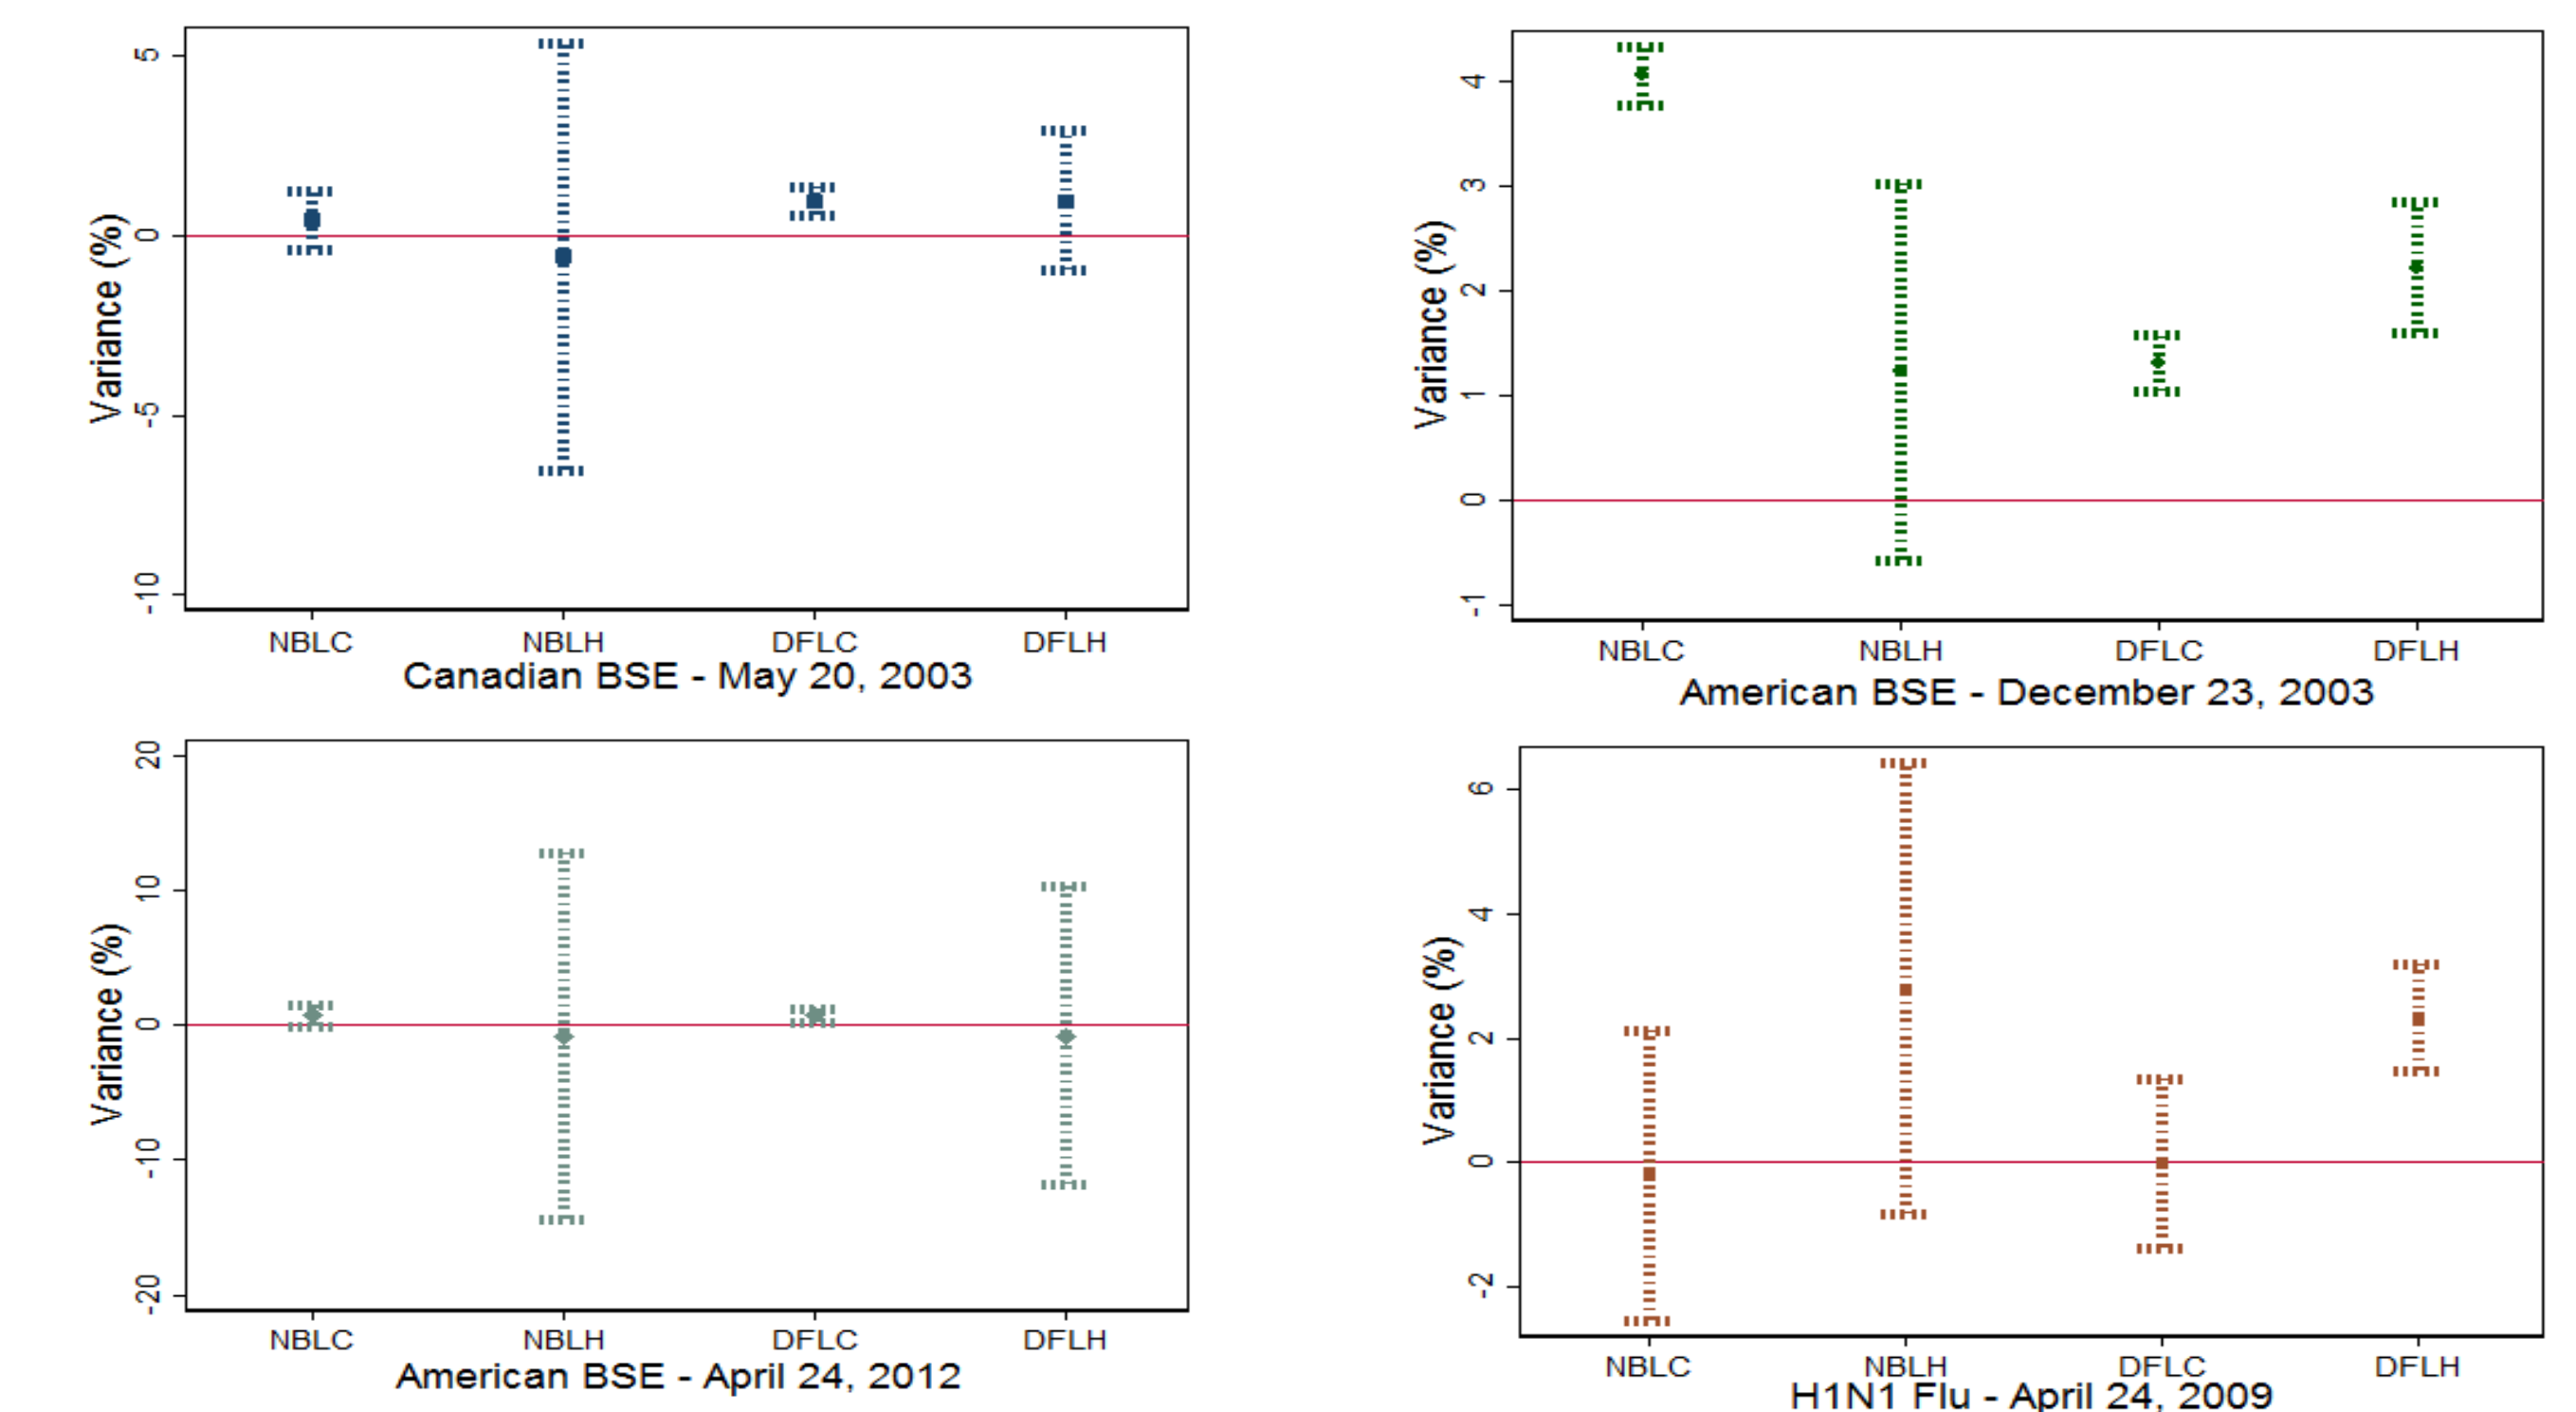 Variance (%)
5
0
-5
-10
NBLC NBLH DFLC DFLH
Canadian BSE - May 20, 2003
Variance (%)
4
3
2
1
0
-1
NBLC NBLH DFLC DFLH
American BSE - December 23, 2003
Variance (%)
20
10
0
-10
-20
NBLC NBLH DFLC DFLH
American BSE - April 24, 2012
Variance (%)
6
4
2
0
-2
NBLC NBLH DFLC DFLH
H1N1 Flu - April 24, 2009